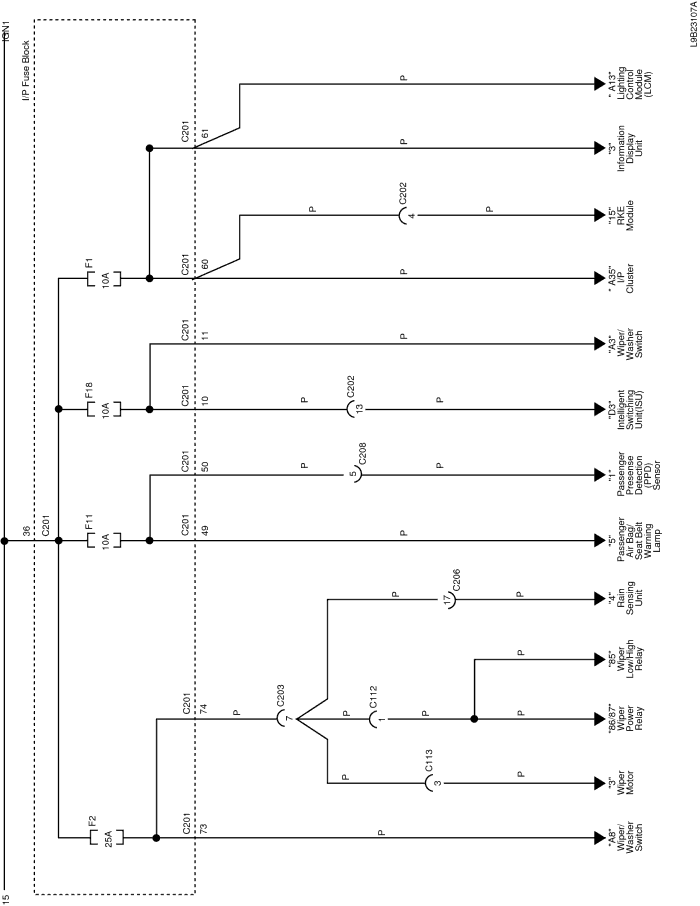 15
IGN1
I/P Fuse Block
36
C201
F2
25A
F11
10A
F18
10A
F1
10A
C201
73
C201
74
C201
49
C201
50
C201
10
C201
11
C201
60
C201
61
P
P
C203
7
P
C113
3
P
P
C112
1
P
P
P
C206
17
P
P
P
C208
5
P
P
C202
13
P
P
P
P
C202
4
P
P
P
"A8"
Wiper/
Washer
Switch
"3"
Wiper
Motor
"86/87"
Wiper
Power
Relay
"85"
Wiper
Low/High
Relay
"4"
Rain
Sensing
Unit
"5"
Passenger
Air Bag/
Seat Belt
Warning
Lamp
"1"
Passenger
Presense
Detection
(PPD)
Sensor
"D3"
Intelligent
Switching
Unit(ISU)
"A3"
Wiper/
Washer
Switch
" A35"
I/P
Cluster
"15"
RKE
Module
"3"
Information
Display
Unit
" A13"
Lighting
Control
Module
(LCM)
L9B23107A